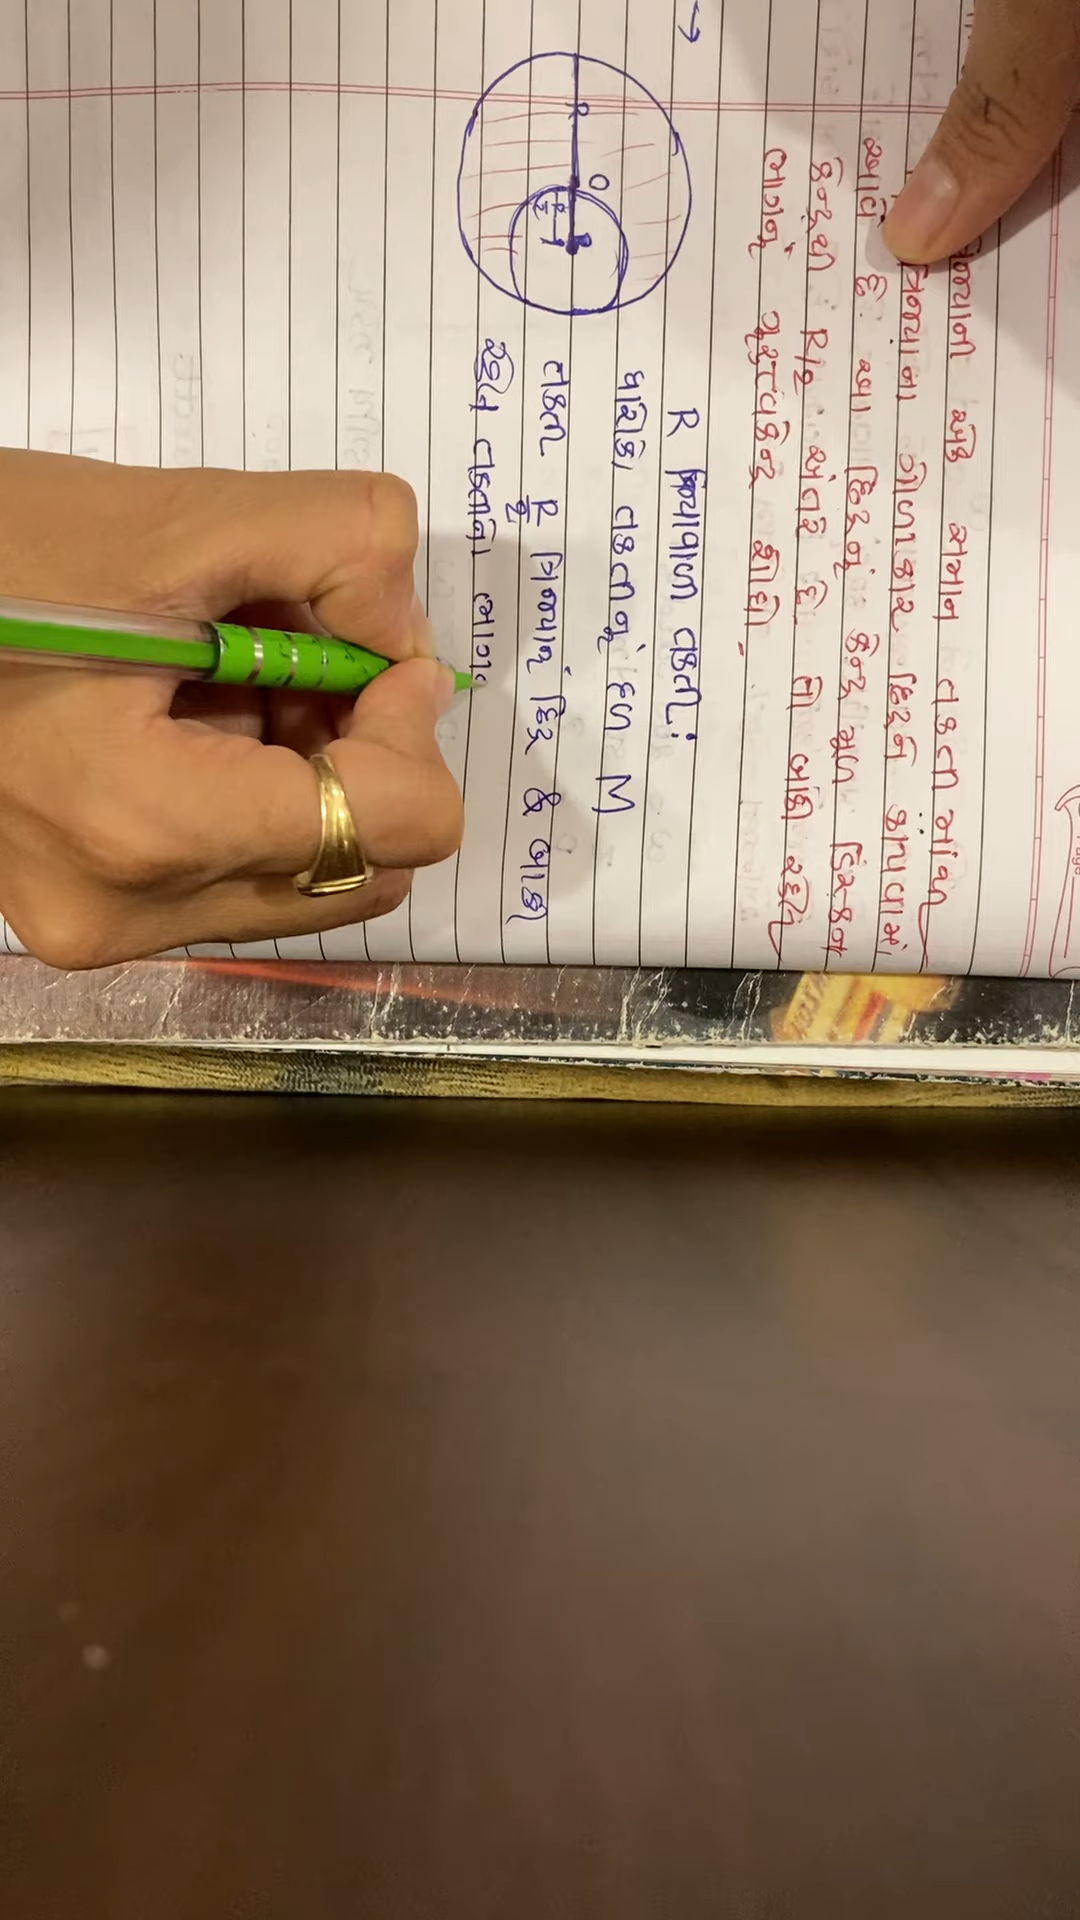 ત્રિજ્યાની એક સમાન તકતી માંથી
ત્રિજ્યાના ગોળાકાર છિદ્રને કાપવામાં
આવે છે. આ છિદ્રનું કેન્દ્ર મૂળ ડિસ્કના
કેન્દ્રથી R/2 અંતરે છે તો બાકી રહેલ
ભાગનું ગુરુત્વકેન્દ્ર શોધો.
→
R
O
R ત્રિજ્યાવાળી તકતી:
ધારોકે, તકતીનું દળ M
તકતી R/2 ત્રિજ્યાનું છિદ્ર & બાકી
રહેલ તકતીનો ભાગ